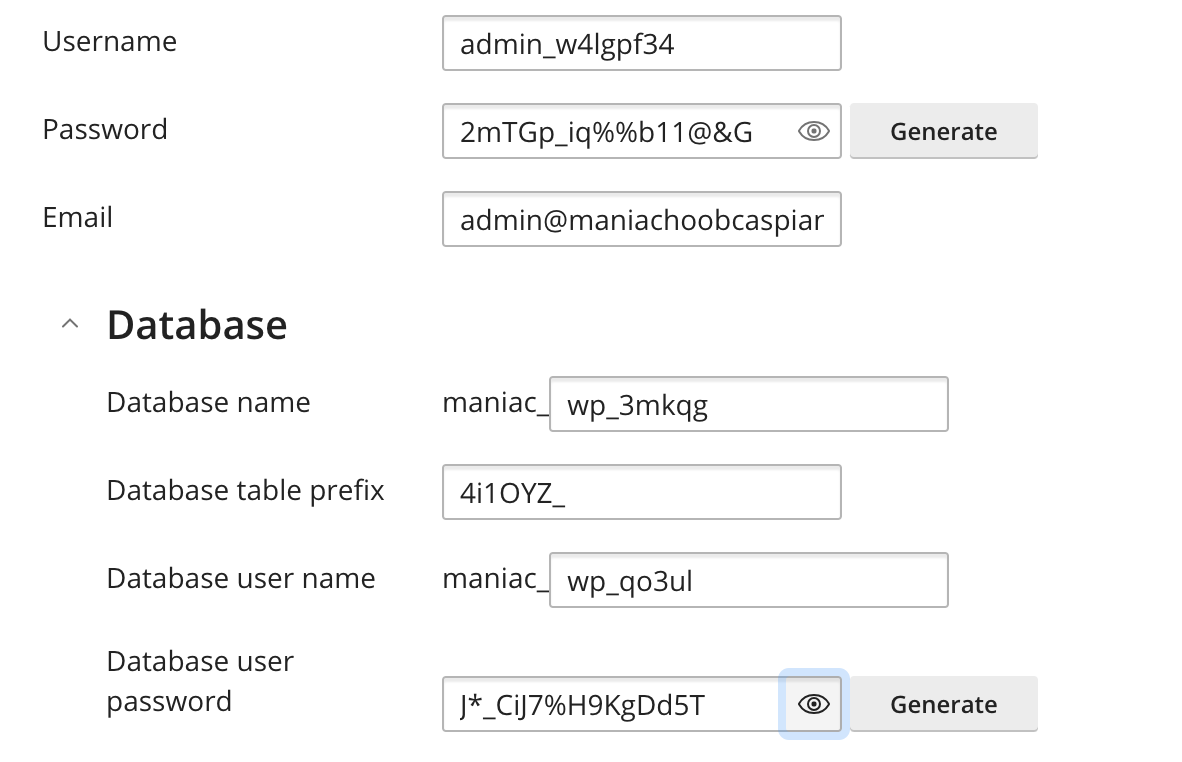 Username
admin_w4lgpf34
Password
2mTGp_iq%%b11@&G
Generate
Email
admin@maniachoobcaspiar
Database
Database name
maniac_
wp_3mkqg
Database table prefix
4i1OYZ_
Database user name
maniac_
wp_qo3ul
Database user
password
J*_CiJ7%H9KgDd5T
Generate